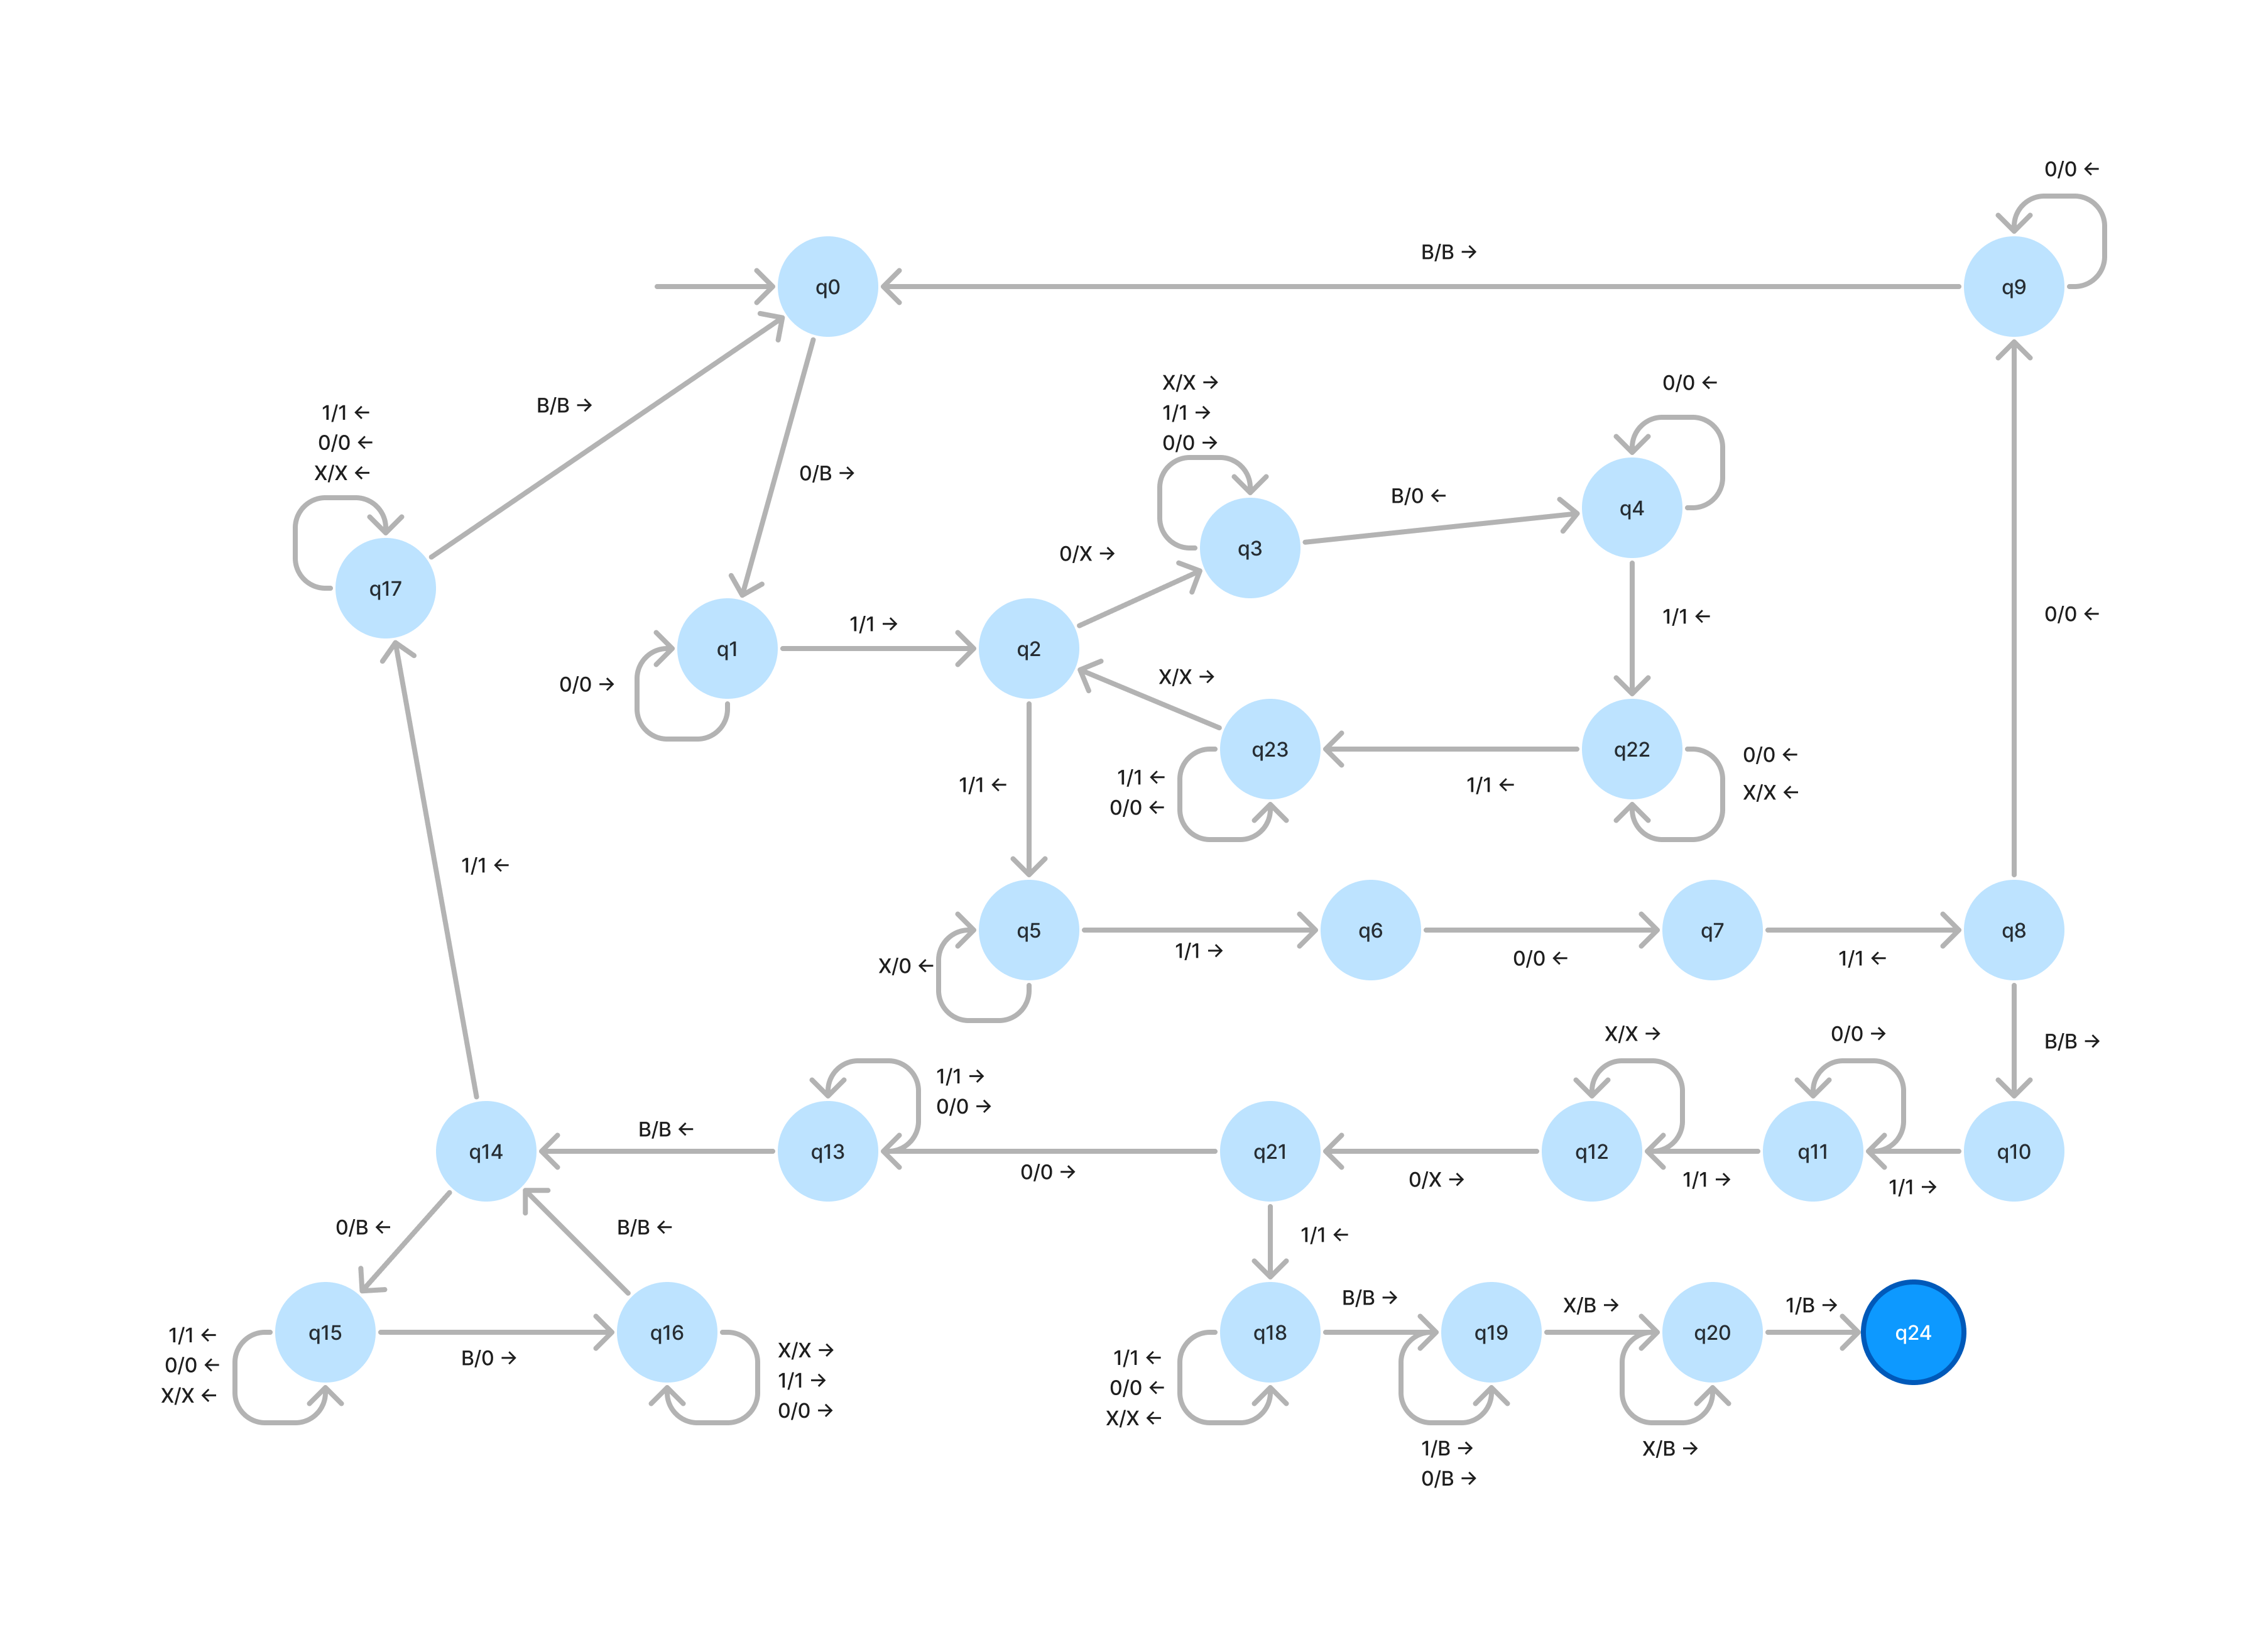 0/0 ←
B/B →
q0
q9
X/X →
1/1 →
0/0 →
0/0 ←
1/1 ←
0/0 ←
X/X ←
B/B →
0/B →
B/0 ←
q4
q3
0/X →
q17
1/1 →
1/1 ←
0/0 ←
q1
q2
X/X →
0/0 →
q23
q22
0/0 ←
X/X ←
1/1 ←
0/0 ←
1/1 ←
1/1 ←
1/1 ←
q5
q6
q7
q8
X/0 ←
1/1 →
0/0 ←
1/1 ←
X/X →
0/0 →
B/B →
1/1 →
0/0 →
B/B ←
q14
q13
q21
q12
q11
q10
0/0 →
0/X →
1/1 →
1/1 →
0/B ←
B/B ←
1/1 ←
B/B →
X/B →
1/B →
q15
q16
q18
q19
q20
q24
1/1 ←
0/0 ←
X/X ←
B/0 →
X/X →
1/1 →
0/0 →
1/1 ←
0/0 ←
X/X ←
1/B →
0/B →
X/B →